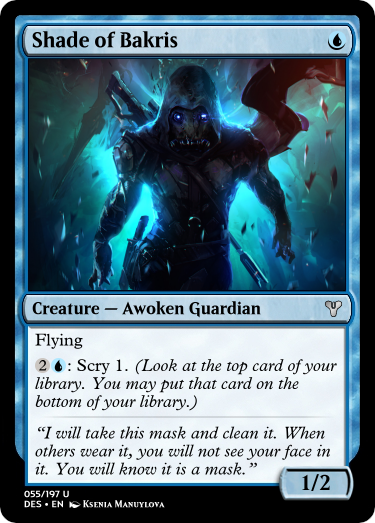 Shade of Bakris
Creature — Awoken Guardian
Flying
2: Scry 1. (Look at the top card of your
library. You may put that card on the
bottom of your library.)
“I will take this mask and clean it. When
others wear it, you will not see your face in
it. You will know it is a mask.”
1/2
055/197 U
DES • EN Ksenia Manuylova